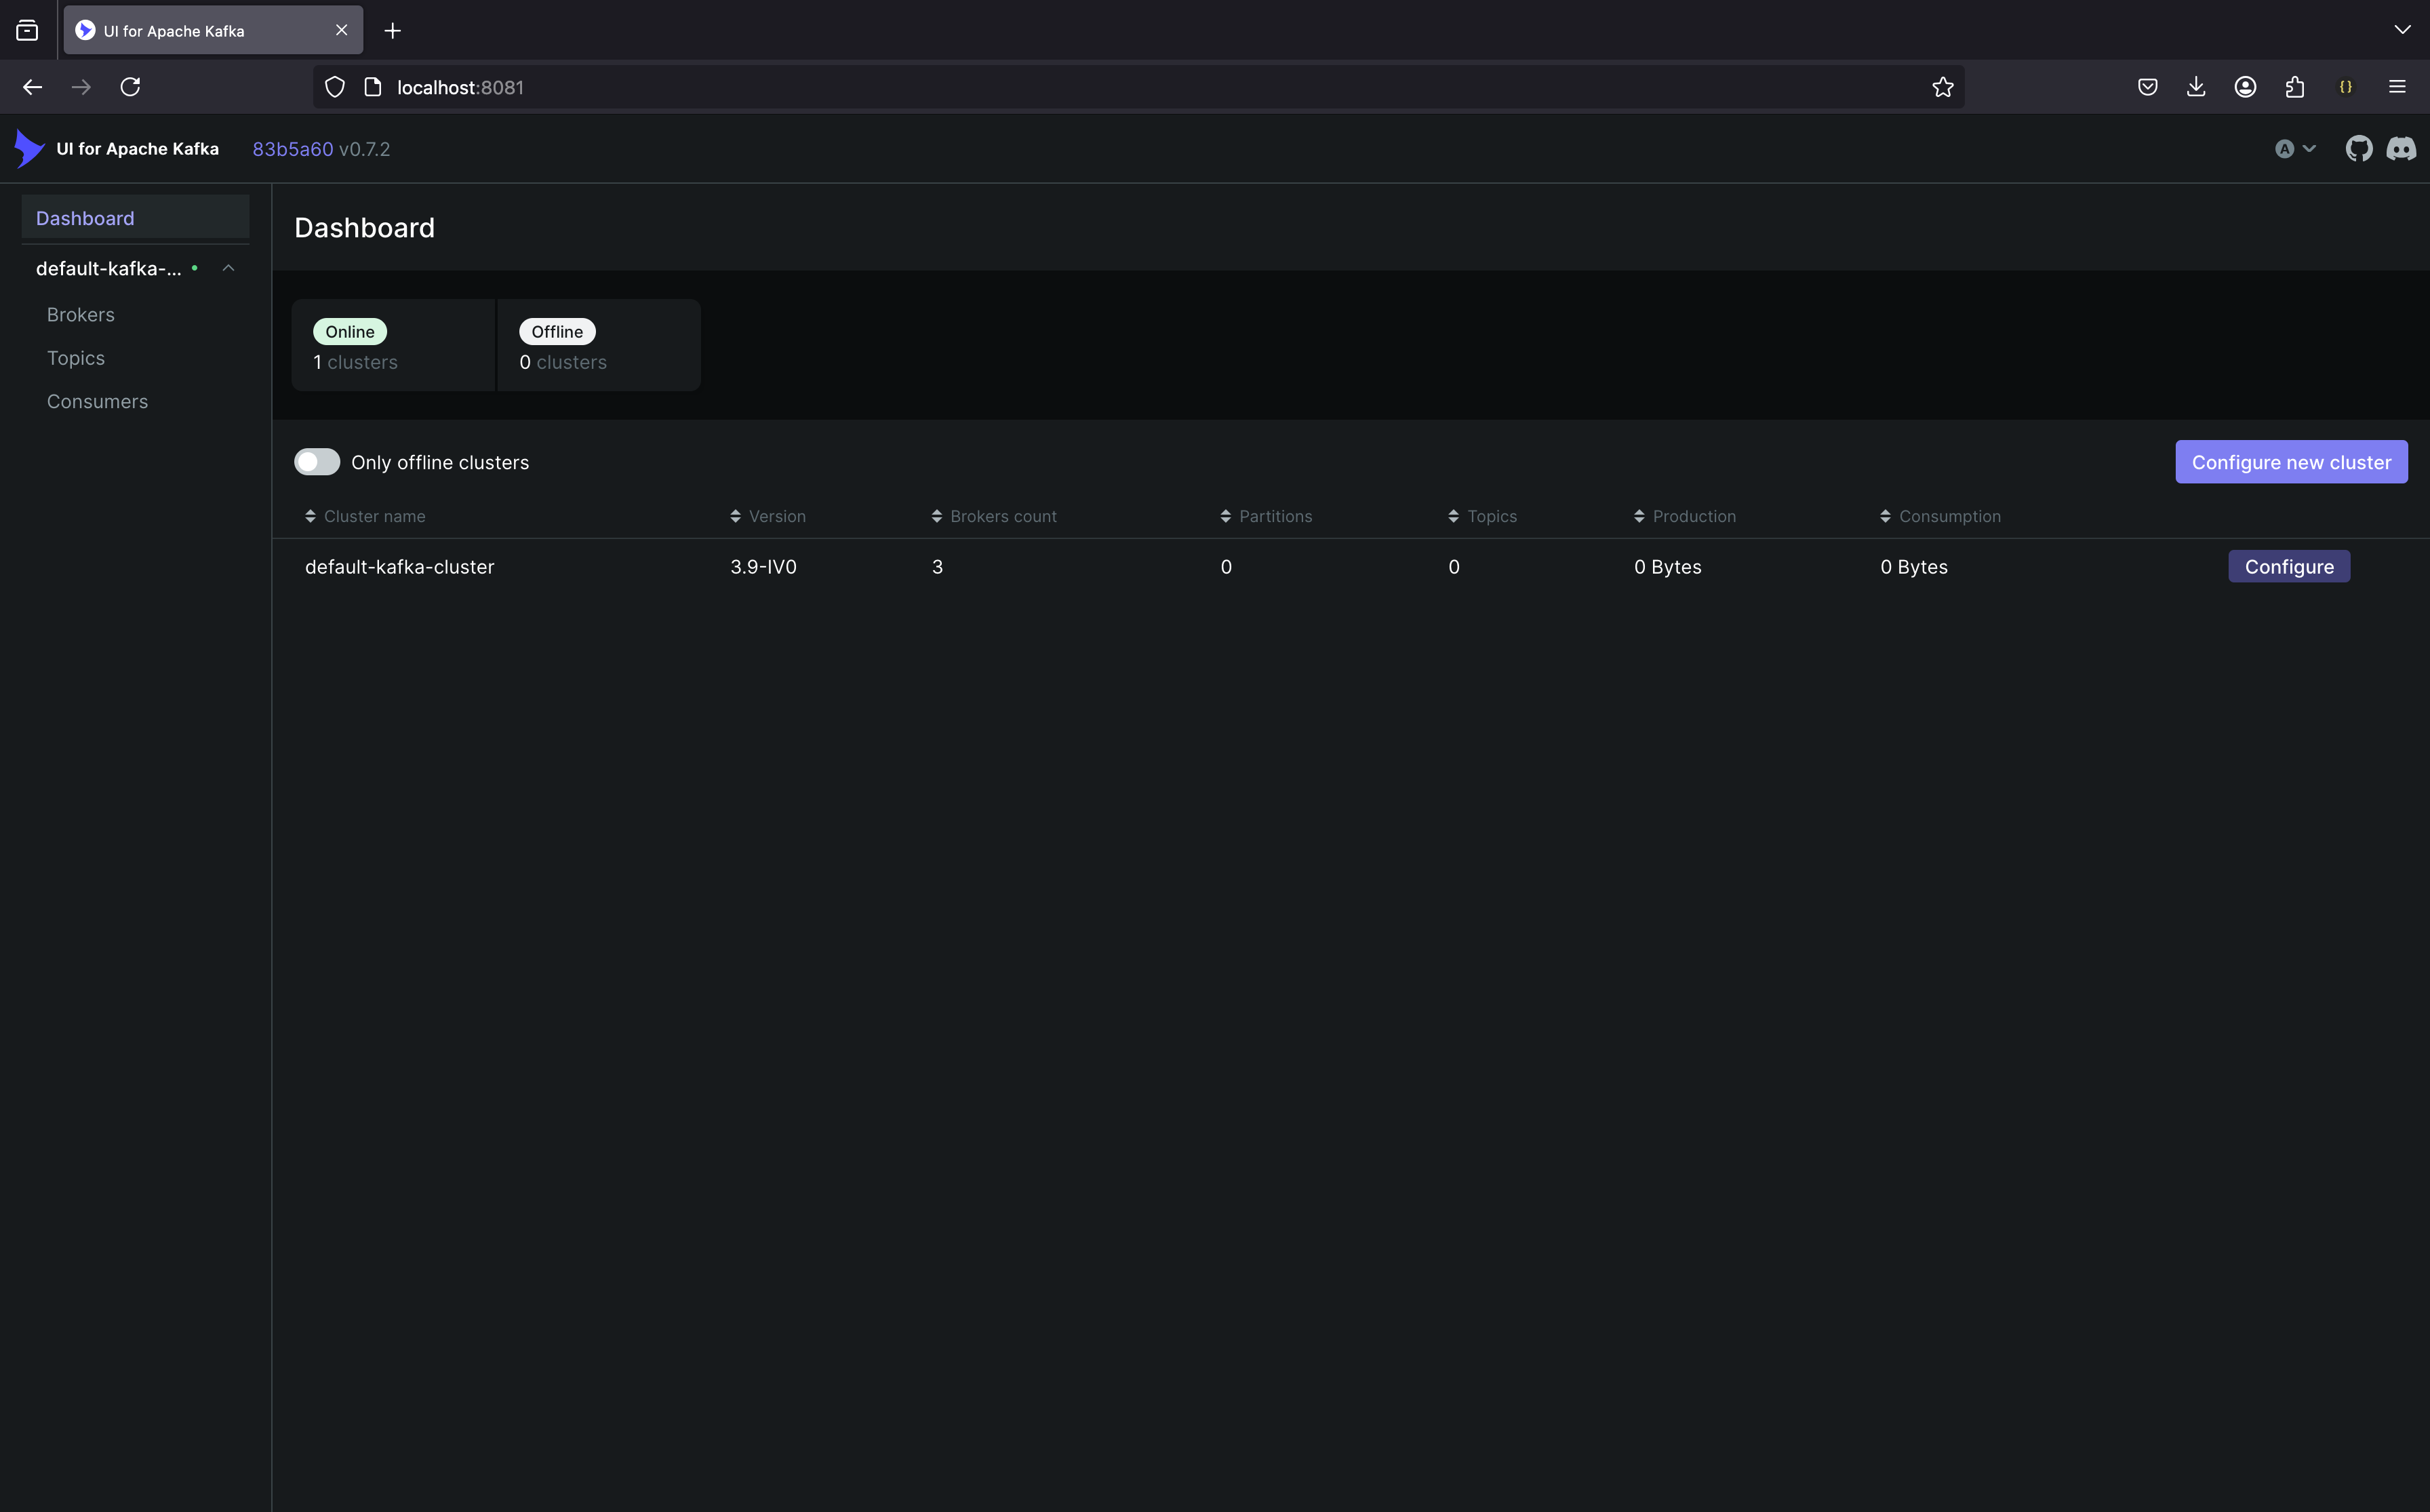 UI for Apache Kafka
localhost:8081
UI for Apache Kafka 83b5a60 v0.7.2
A
Dashboard
default-kafka-...
Brokers
Topics
Consumers
Dashboard
Online
1 clusters
Offline
0 clusters
Only offline clusters
Configure new cluster
Cluster name Version Brokers count Partitions Topics Production Consumption
default-kafka-cluster 3.9-IV0 3 0 0 0 Bytes 0 Bytes Configure